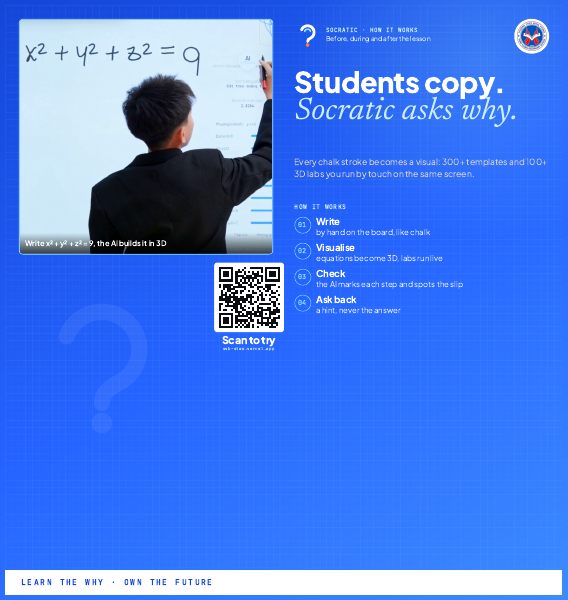 x² + y² + z² = 9
AI
Write x² + y² + z² = 9, the AI builds it in 3D
SOCRATIC · HOW IT WORKS
Before, during and after the lesson
Students copy.
Socratic asks why.
Every chalk stroke becomes a visual: 300+ templates and 100+
3D labs you run by touch on the same screen.
HOW IT WORKS
01 Write
by hand on the board, like chalk
02 Visualise
equations become 3D, labs run live
03 Check
the AI marks each step and spots the slip
04 Ask back
a hint, never the answer
Scan to try
LEARN THE WHY · OWN THE FUTURE